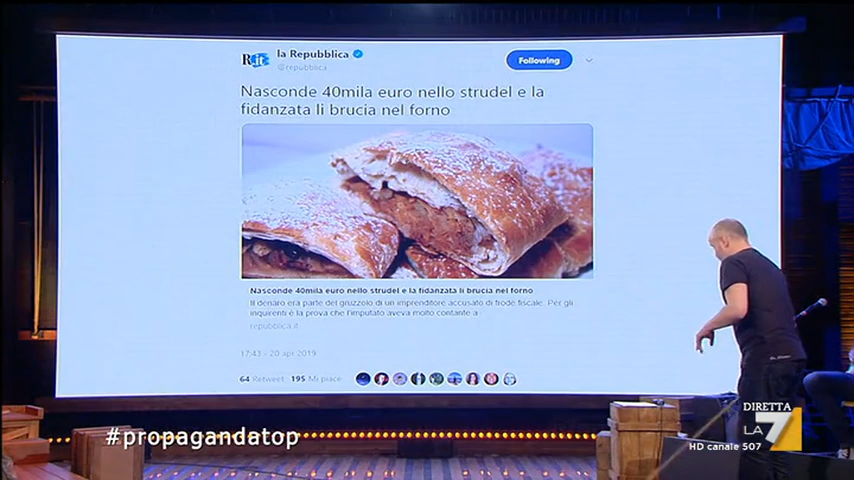 R.it
la Repubblica
@repubblica
Following
Nasconde 40mila euro nello strudel e la
fidanzata li brucia nel forno
Nasconde 40mila euro nello strudel e la fidanzata li brucia nel forno
Il denaro era parte del gruzzolo di un imprenditore accusato di frode fiscale. Per gli
inquirenti è la prova che l'imputato aveva molto contante a
repubblica.it
17:43 - 20 apr 2019
64 Retweet 195 Mi piace
#propagandatop
DIRETTA
LA7
HD canale 507